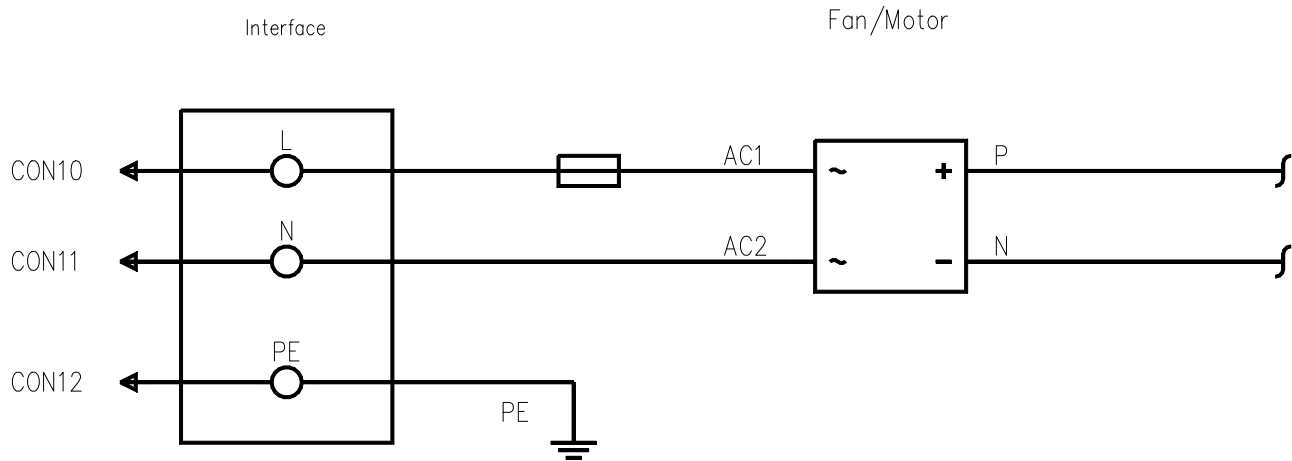 Interface
Fan/Motor
L
CON10
AC1
~
+
P
N
CON11
AC2
~
−
N
PE
CON12
PE